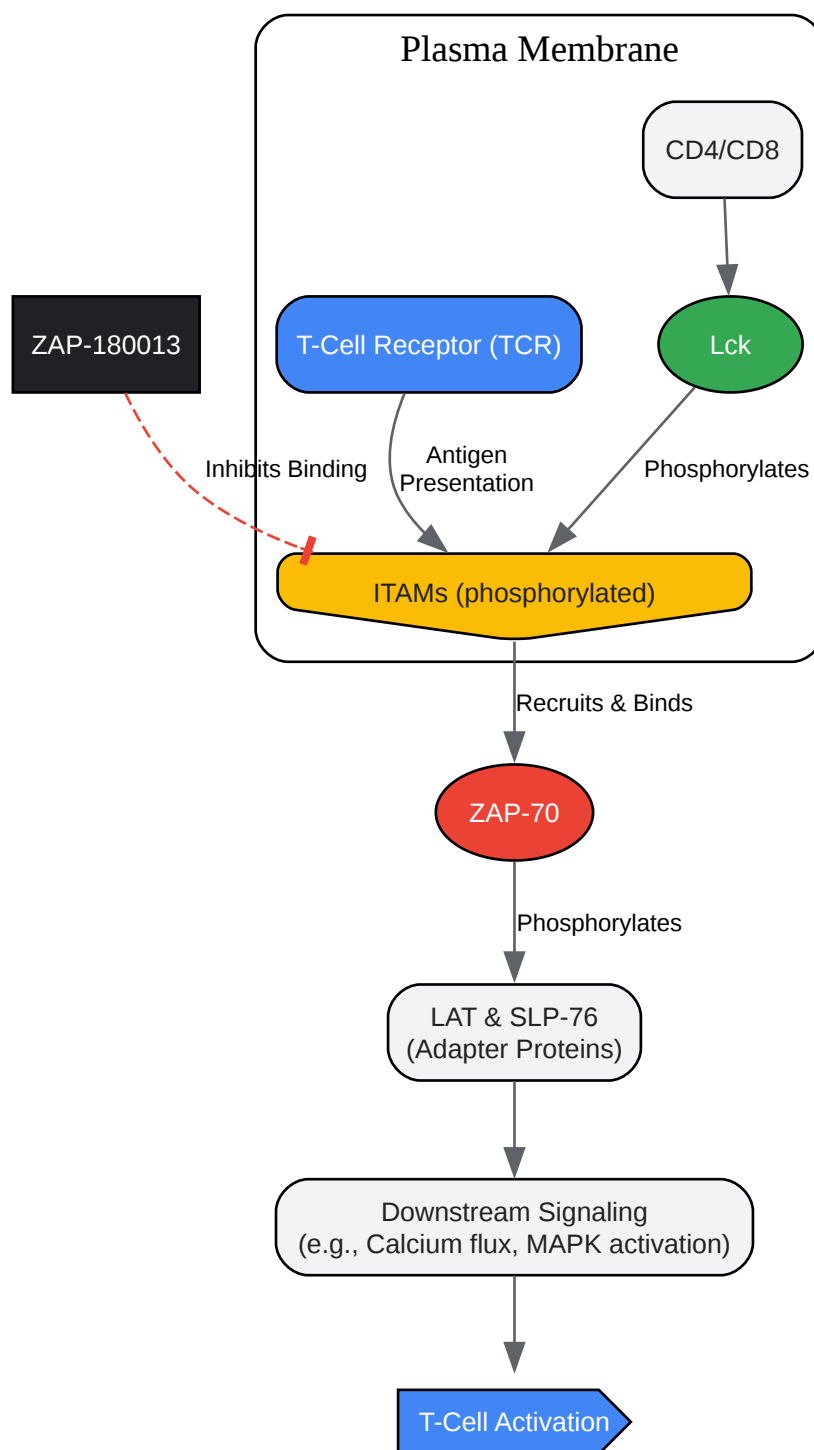 Plasma Membrane
CD4/CD8
ZAP-180013
T-Cell Receptor (TCR)
Lck
Inhibits Binding
Antigen
Presentation
Phosphorylates
ITAMs (phosphorylated)
Recruits & Binds
ZAP-70
Phosphorylates
LAT & SLP-76
(Adapter Proteins)
Downstream Signaling
(e.g., Calcium flux, MAPK activation)
T-Cell Activation